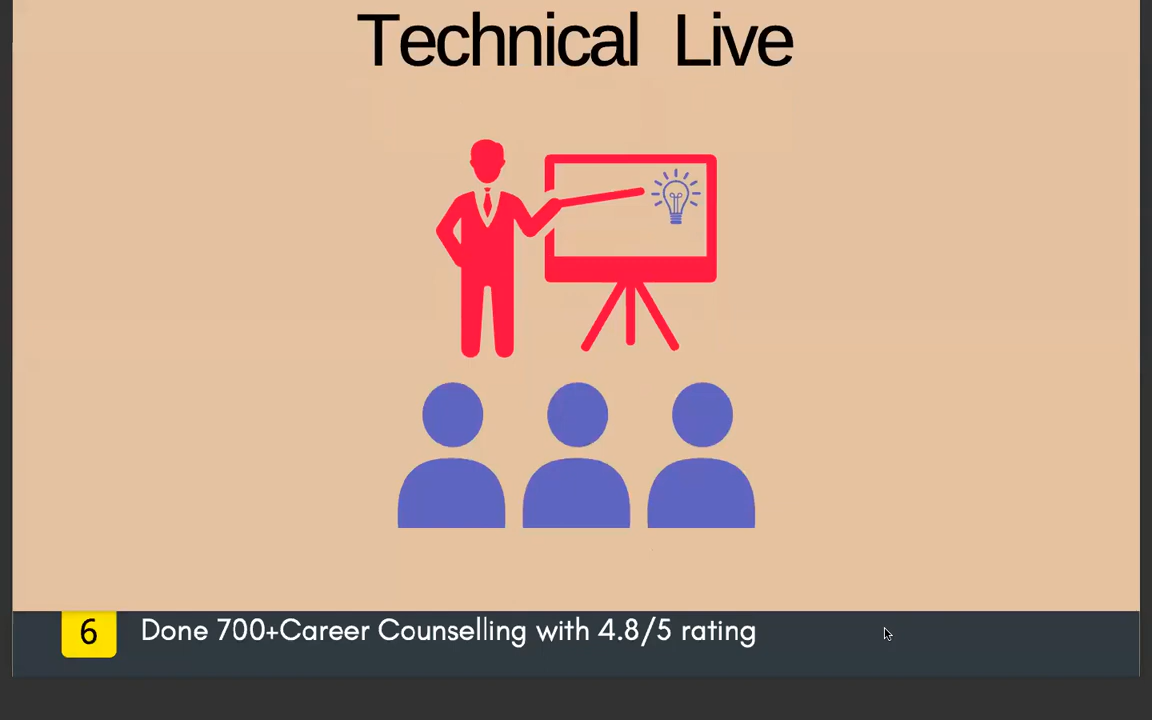 Technical Live
6 Done 700+Career Counselling with 4.8/5 rating